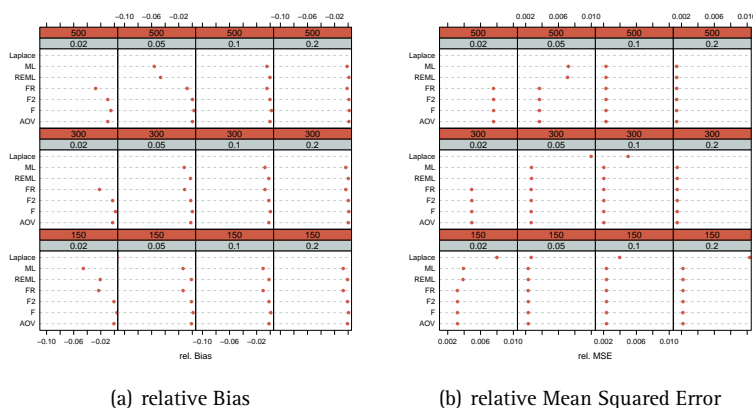 −0.10 −0.06 −0.02 −0.10 −0.06 −0.02
500 500 500 500
0.02 0.05 0.1 0.2
Laplace
ML
REML
FR
F2
F
AOV
300 300 300 300
0.02 0.05 0.1 0.2
Laplace
ML
REML
FR
F2
F
AOV
150 150 150 150
0.02 0.05 0.1 0.2
Laplace
ML
REML
FR
F2
F
AOV
−0.10 −0.06 −0.02 −0.10 −0.06 −0.02
rel. Bias
(a) relative Bias
0.002 0.006 0.010 0.002 0.006 0.010
500 500 500 500
0.02 0.05 0.1 0.2
Laplace
ML
REML
FR
F2
F
AOV
300 300 300 300
0.02 0.05 0.1 0.2
Laplace
ML
REML
FR
F2
F
AOV
150 150 150 150
0.02 0.05 0.1 0.2
Laplace
ML
REML
FR
F2
F
AOV
0.002 0.006 0.010 0.002 0.006 0.010
rel. MSE
(b) relative Mean Squared Error